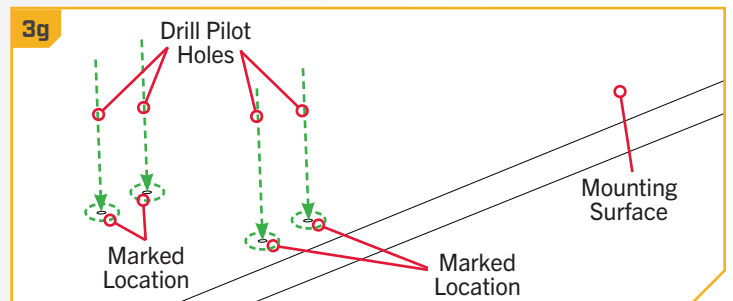 3g
Drill Pilot
Holes
Mounting
Surface
Marked
Location
Marked
Location